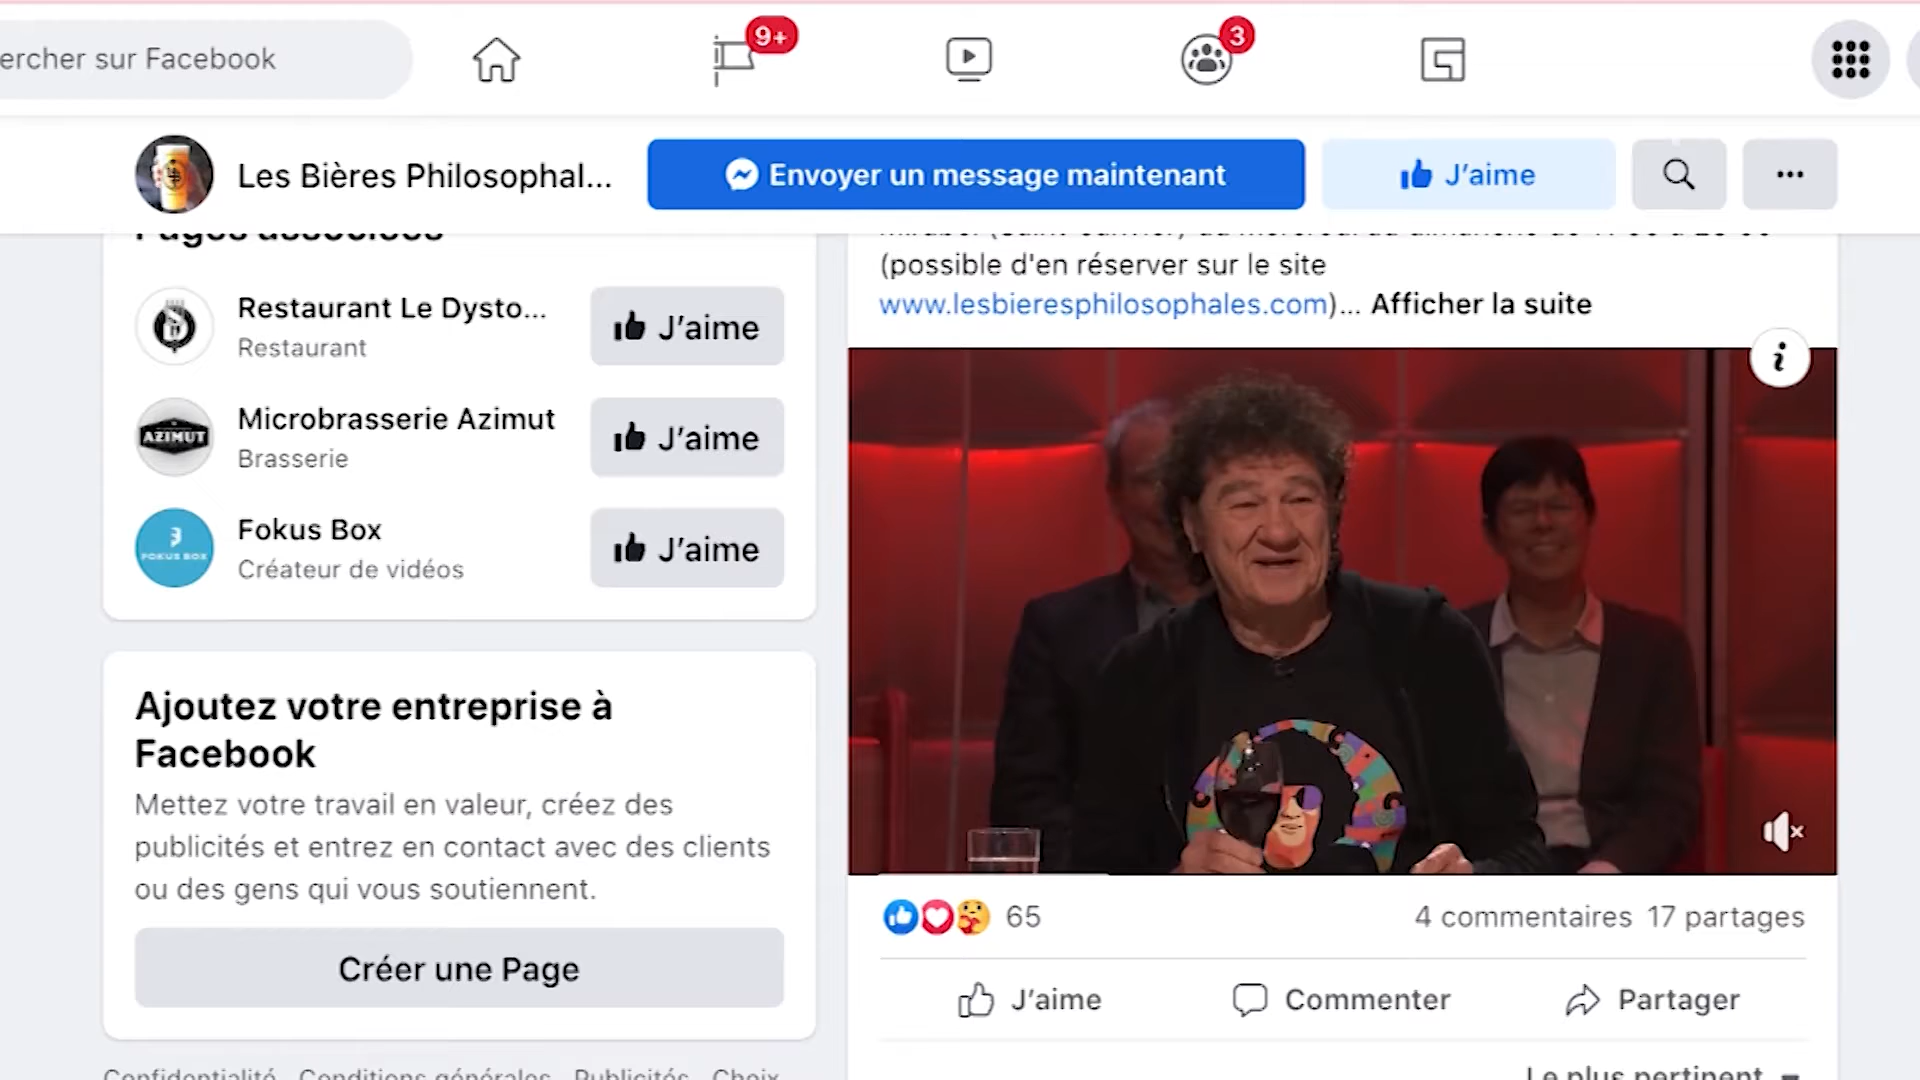 ercher sur Facebook
9+
3
Les Bières Philosophal...
Envoyer un message maintenant
J'aime
Pages associées
Restaurant Le Dysto...
Restaurant
J'aime
Microbrasserie Azimut
Brasserie
J'aime
AZIMUT
Fokus Box
Créateur de vidéos
J'aime
FOKUS BOX
Ajoutez votre entreprise à
Facebook
Mettez votre travail en valeur, créez des
publicités et entrez en contact avec des clients
ou des gens qui vous soutiennent.
Créer une Page
Confidentialité Conditions générales Publicités Choix
(possible d'en réserver sur le site
www.lesbieresphilosophales.com)... Afficher la suite
65
4 commentaires 17 partages
J'aime
Commenter
Partager
Le plus pertinent